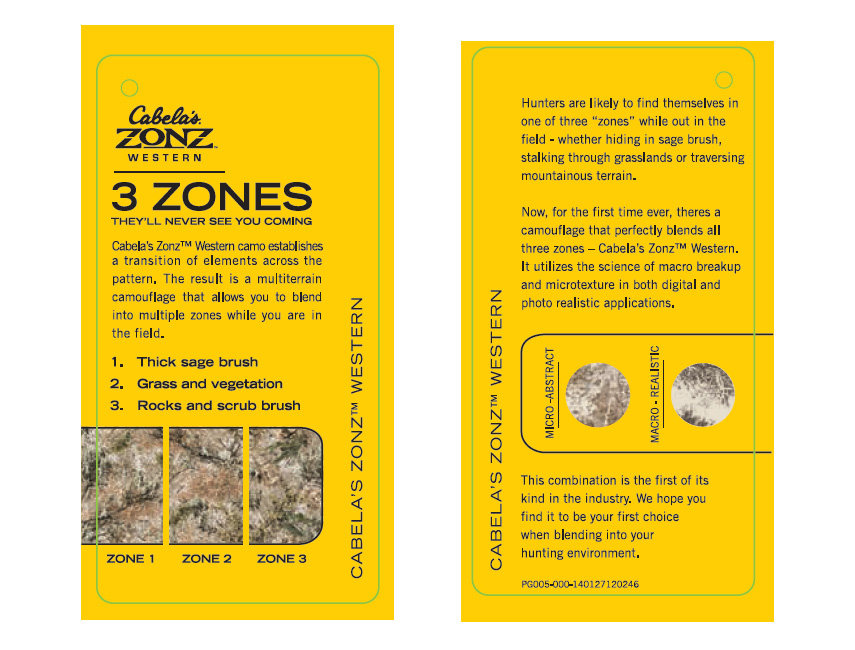 Cabela's
ZONZ™
WESTERN
3 ZONES
THEY'LL NEVER SEE YOU COMING
Cabela's Zonz™ Western camo establishes
a transition of elements across the
pattern. The result is a multiterrain
camouflage that allows you to blend
into multiple zones while you are in
the field.
1. Thick sage brush
2. Grass and vegetation
3. Rocks and scrub brush
ZONE 1 ZONE 2 ZONE 3
CABELA'S ZONZ™ WESTERN
Hunters are likely to find themselves in
one of three “zones” while out in the
field - whether hiding in sage brush,
stalking through grasslands or traversing
mountainous terrain.
Now, for the first time ever, theres a
camouflage that perfectly blends all
three zones – Cabela's Zonz™ Western.
It utilizes the science of macro breakup
and microtexture in both digital and
photo realistic applications.
CABELA'S ZONZ™ WESTERN
MICRO -ABSTRACT
MACRO - REALISTIC
This combination is the first of its
kind in the industry. We hope you
find it to be your first choice
when blending into your
hunting environment.
PG005-000-140127120246